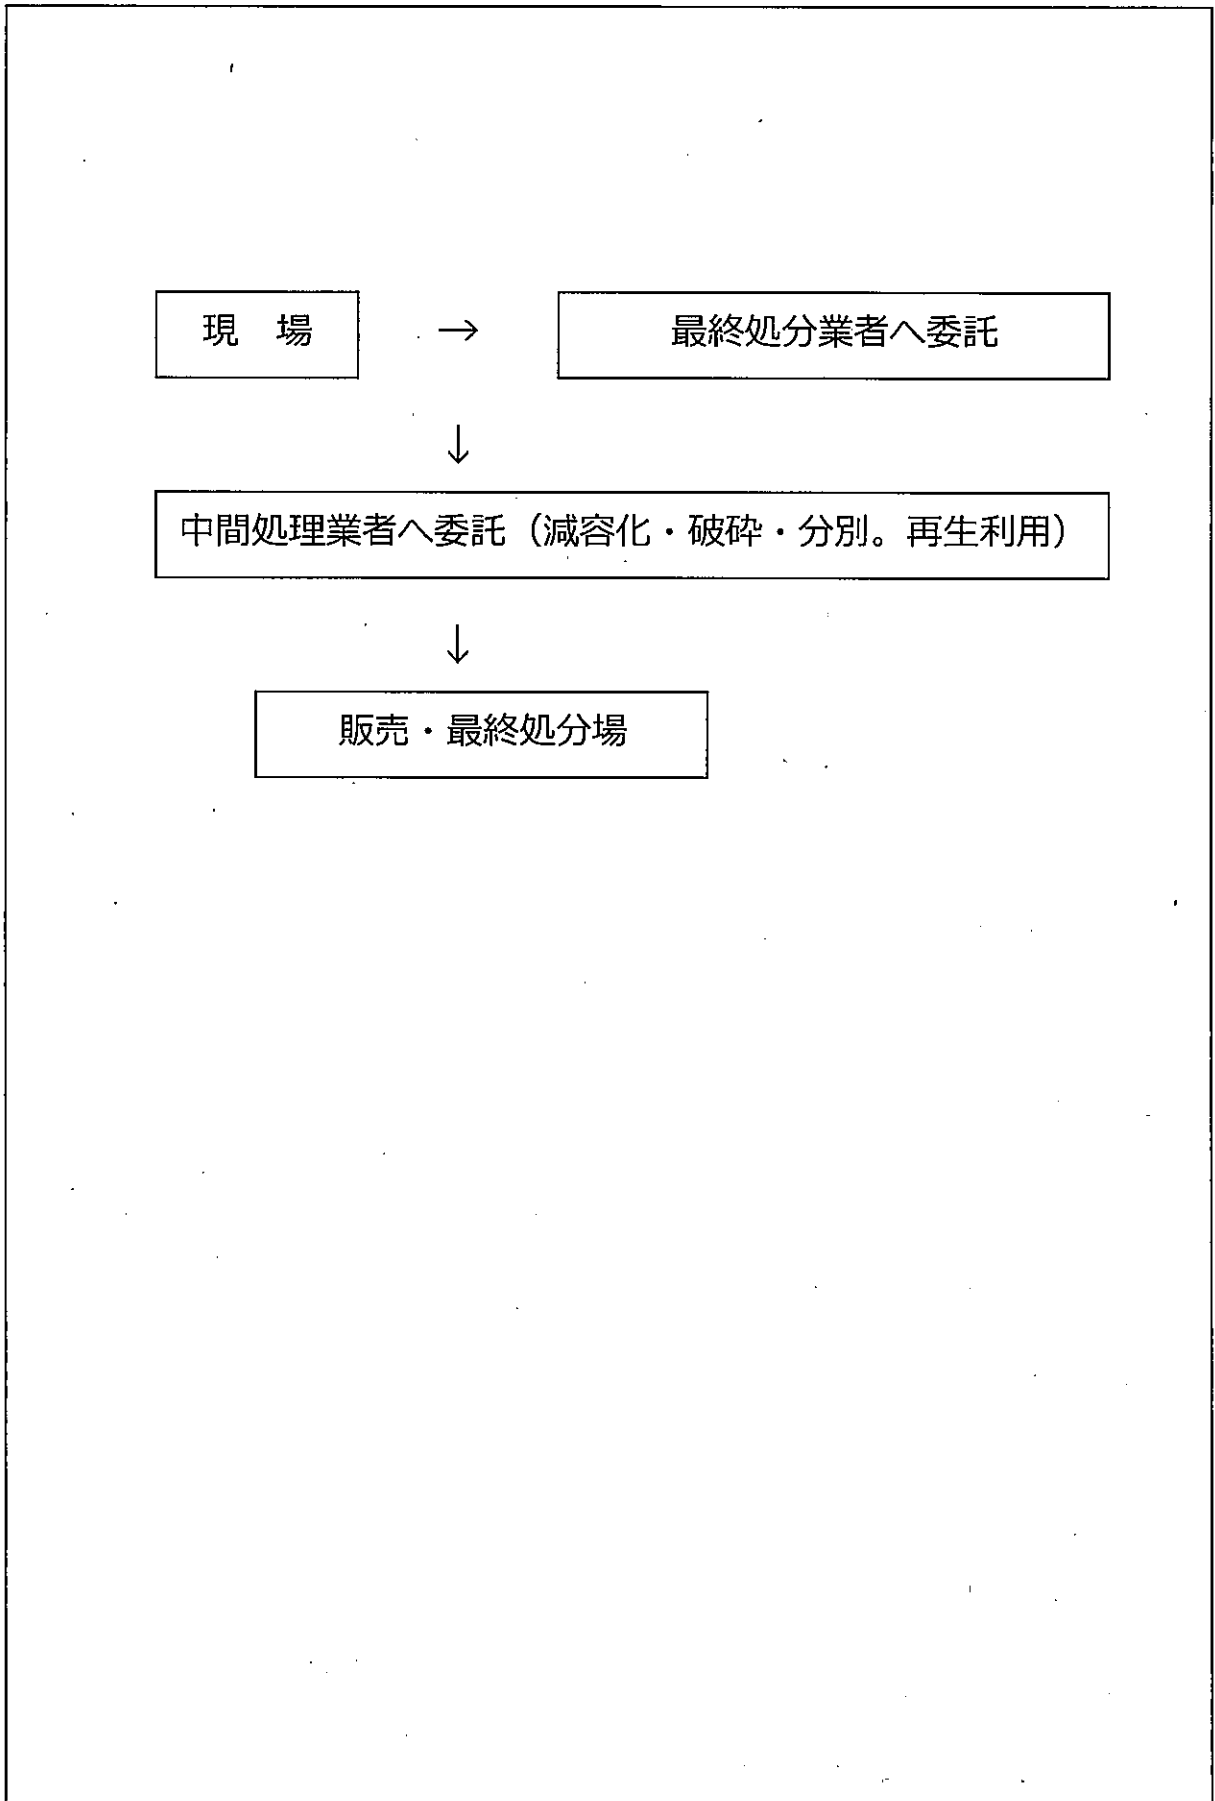 現　場 → 最終処分業者へ委託
↓
中間処理業者へ委託（減容化・破砕・分別。再生利用）
↓
販売・最終処分場